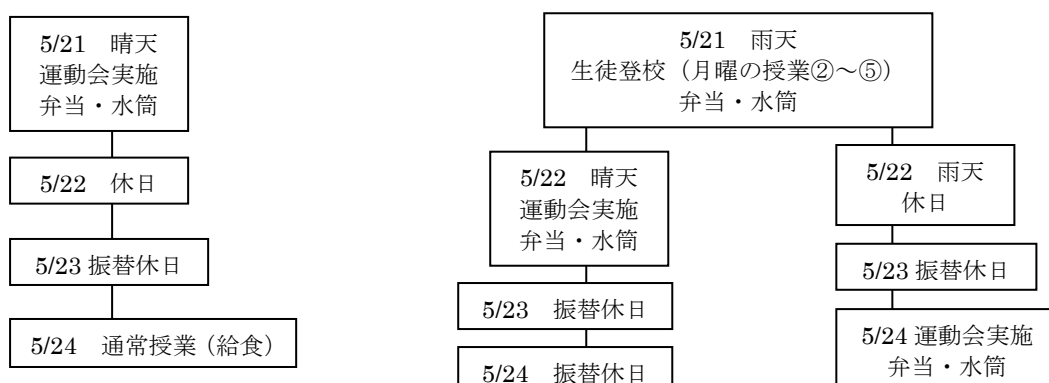 5/21　晴天
運動会実施
弁当・水筒
5/22　休日
5/23 振替休日
5/24　通常授業（給食）
5/21　雨天
生徒登校（月曜の授業②～⑤）
弁当・水筒
5/22　晴天
運動会実施
弁当・水筒
5/23　振替休日
5/24　振替休日
5/22　雨天
休日
5/23 振替休日
5/24 運動会実施
弁当・水筒